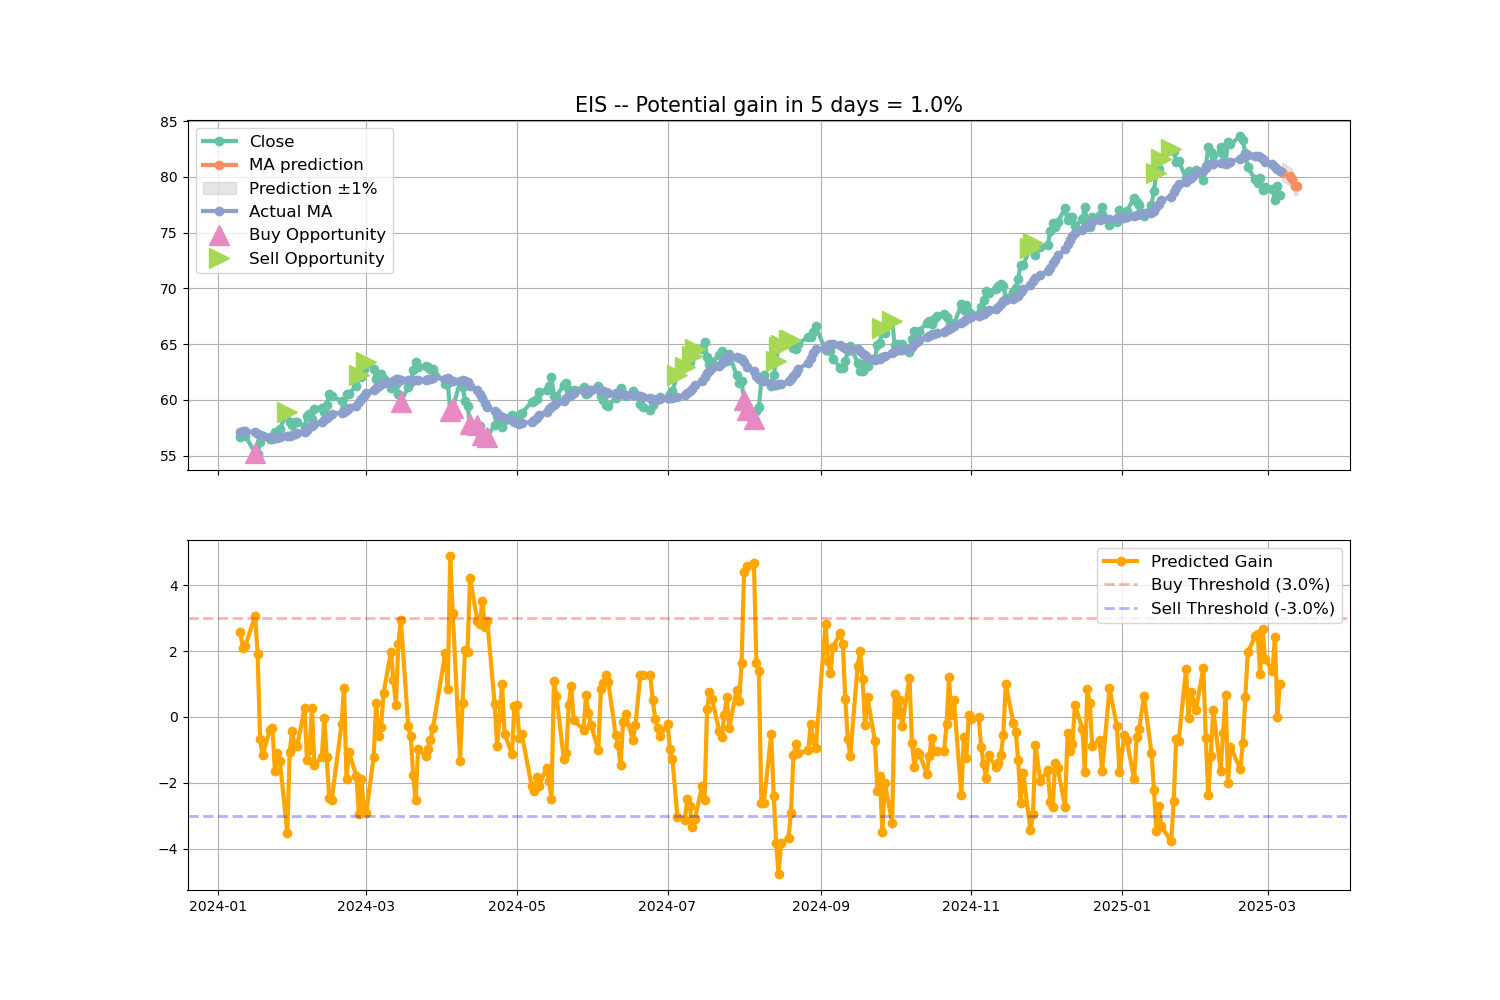 EIS -- Potential gain in 5 days = 1.0%
85
80
75
70
65
60
55
Close
MA prediction
Prediction ±1%
Actual MA
Buy Opportunity
Sell Opportunity
4
2
0
−2
−4
Predicted Gain
Buy Threshold (3.0%)
Sell Threshold (-3.0%)
2024-01 2024-03 2024-05 2024-07 2024-09 2024-11 2025-01 2025-03